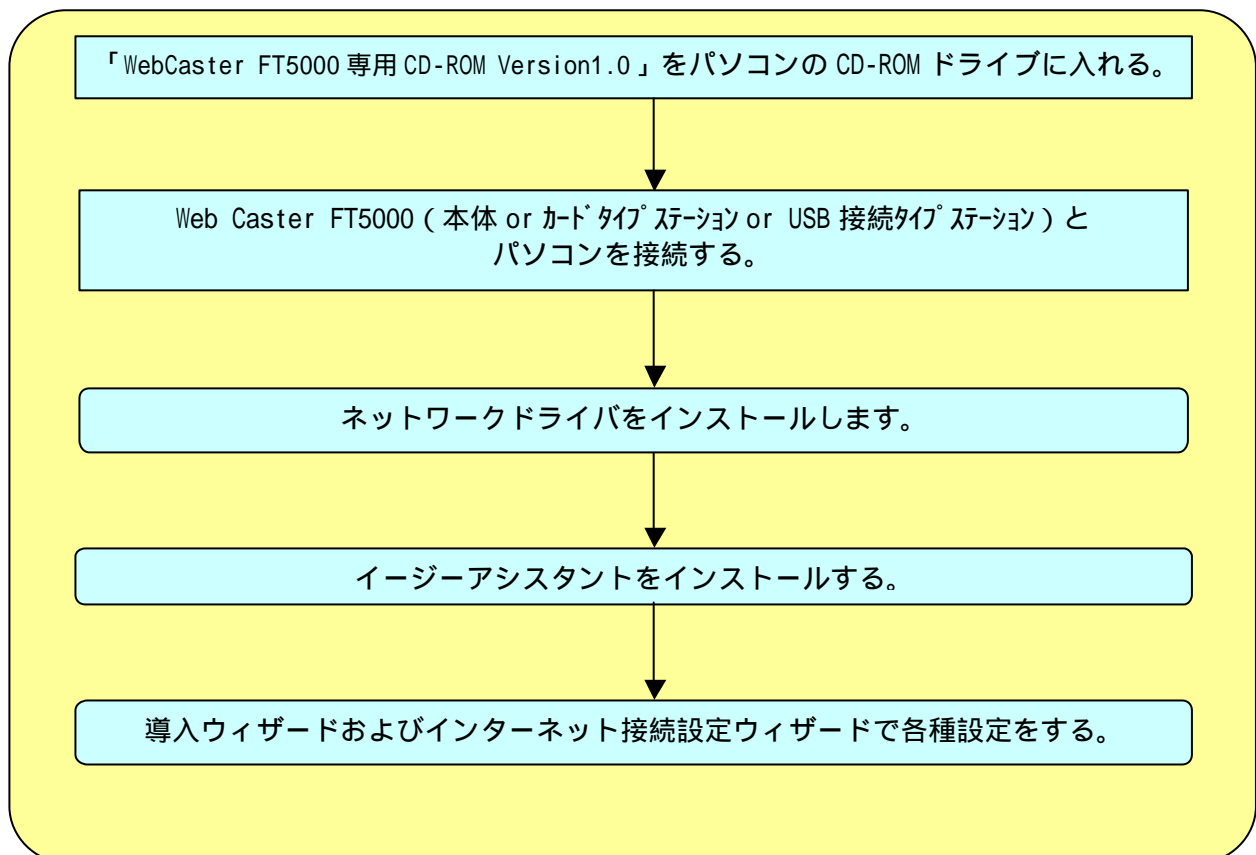 「WebCaster FT5000 専用 CD-ROM Version1.0」をパソコンの CD-ROM ドライブに入れる。
Web Caster FT5000（本体 or ｶｰﾄﾞﾀｲﾌﾟｽﾃｰｼｮﾝ or USB 接続ﾀｲﾌﾟｽﾃｰｼｮﾝ）と
パソコンを接続する。
ネットワークドライバをインストールします。
イージーアシスタントをインストールする。
導入ウィザードおよびインターネット接続設定ウィザードで各種設定をする。